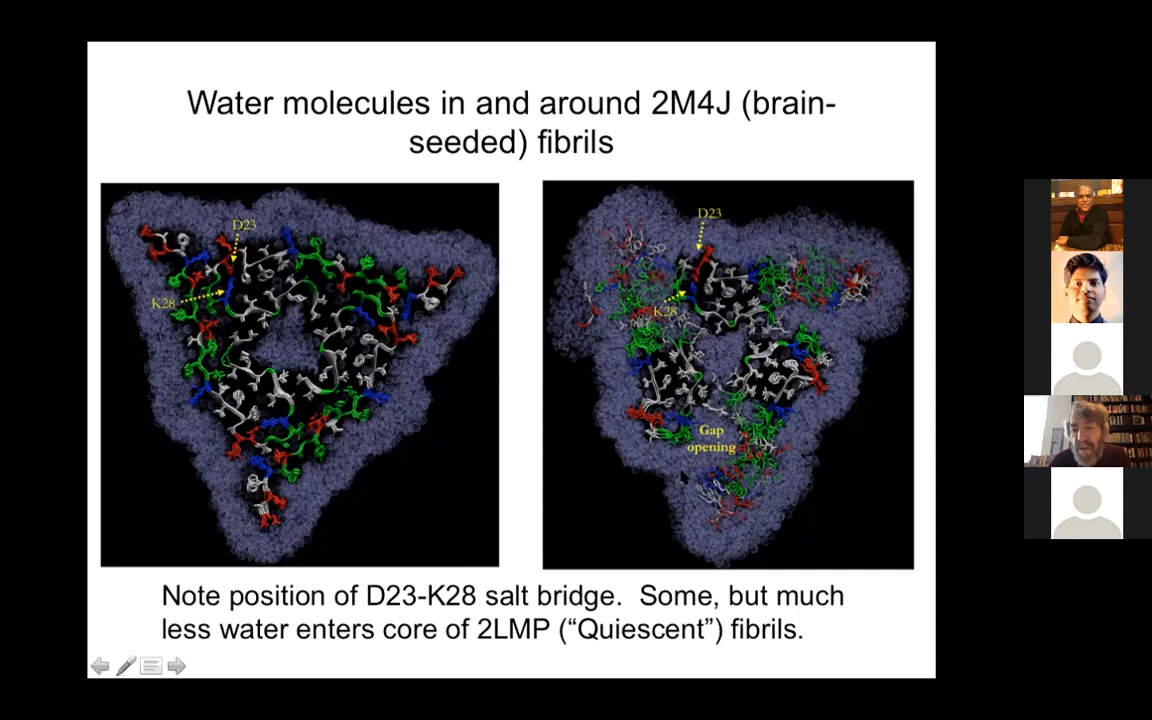 Water molecules in and around 2M4J (brain-
seeded) fibrils
D23
K28
D23
K28
Gap
opening
Note position of D23-K28 salt bridge.  Some, but much
less water enters core of 2LMP (“Quiescent”) fibrils.